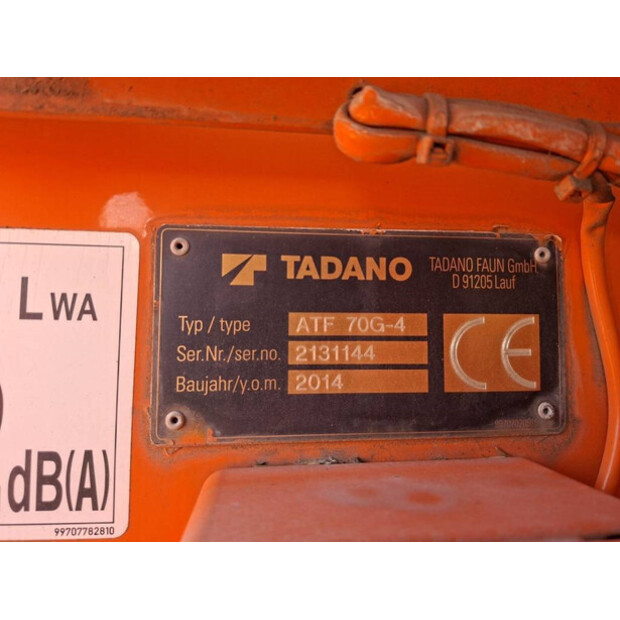 LWA
dB(A)
99707782810
TADANO
TADANO FAUN GmbH
D 91205 Lauf
Typ / type ATF 70G-4
Ser.Nr./ser.no. 2131144
Baujahr/y.o.m. 2014
CE